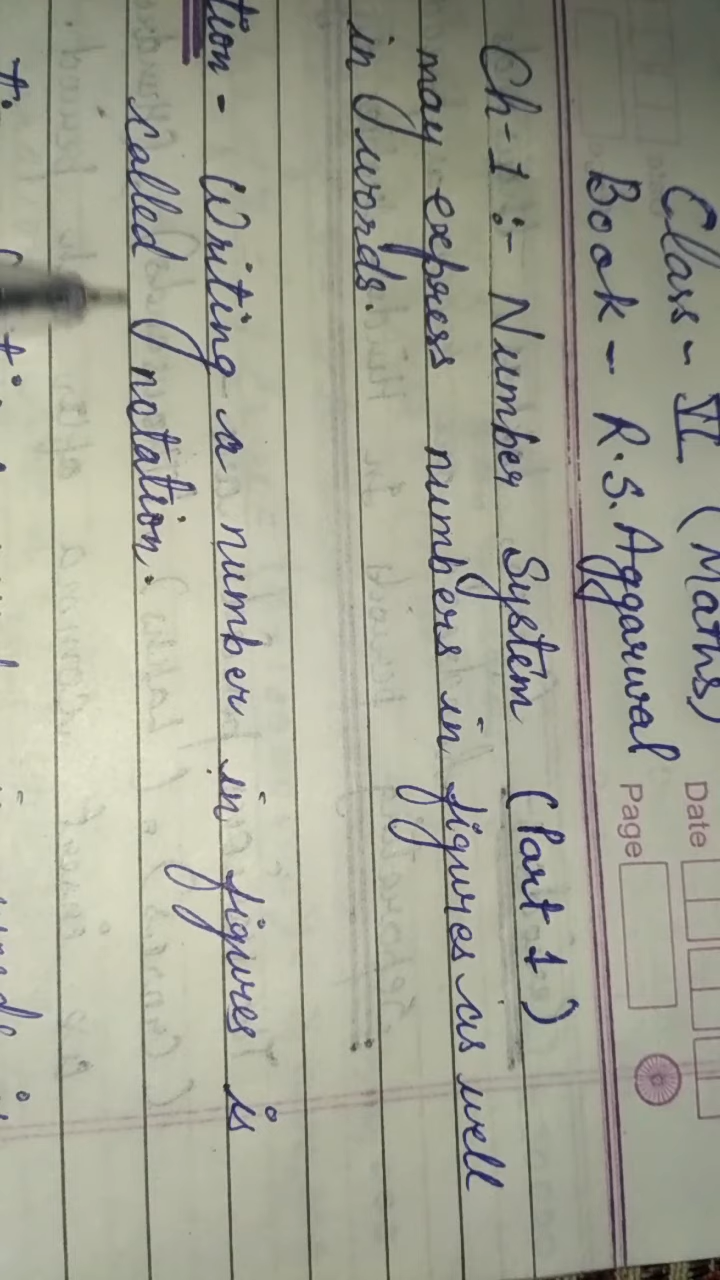 Class - VI (Maths)
Date
Book - R.S. Aggarwal
Page
Ch-1 :- Number System (Part 1)
may express numbers in figures as well
in words.
tion - Writing a number in figures is
called notation.